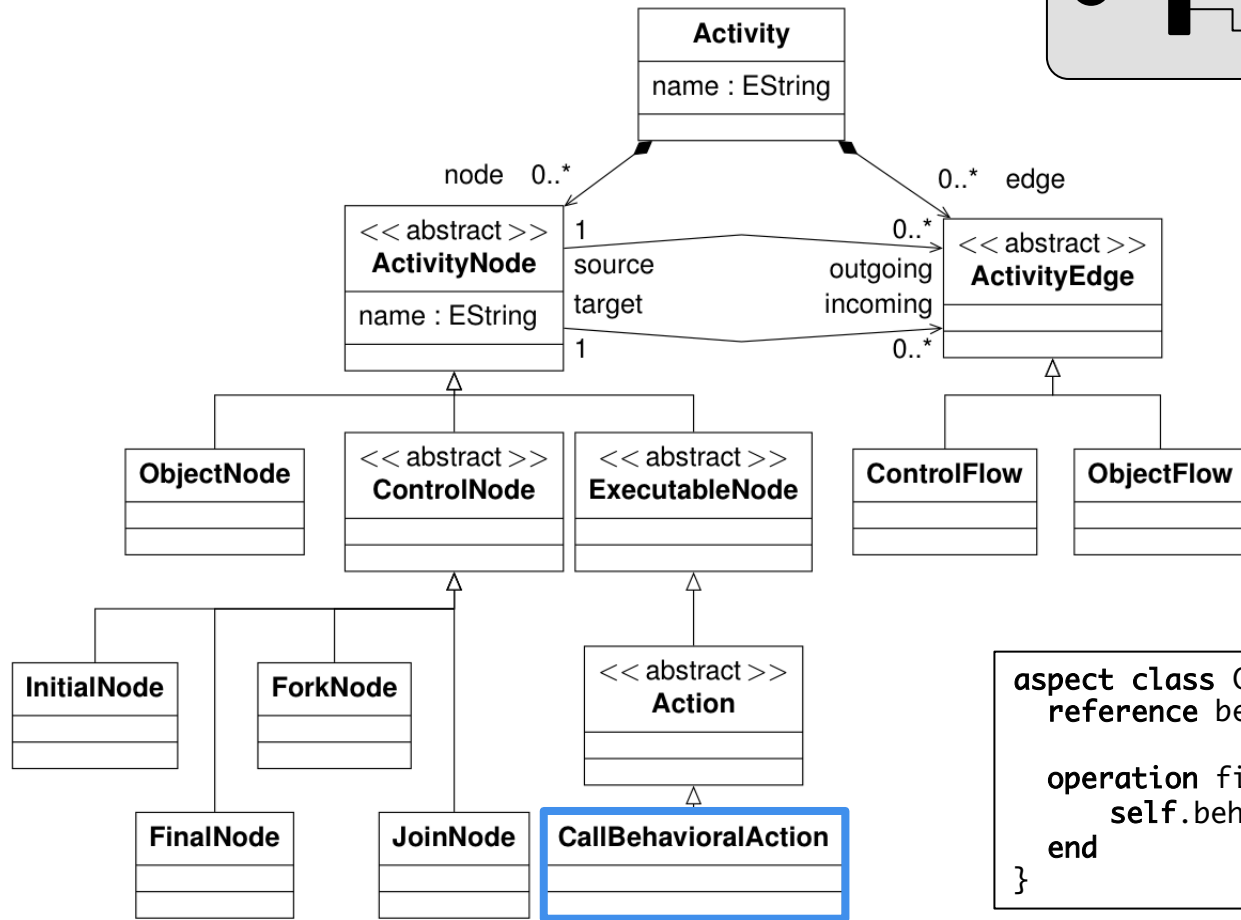 Activity
name : EString
node 0..*
0..* edge
<< abstract >>
ActivityNode
name : EString
1
source
target
1
0..*
outgoing
incoming
0..*
<< abstract >>
ActivityEdge
ObjectNode
<< abstract >>
ControlNode
<< abstract >>
ExecutableNode
ControlFlow
ObjectFlow
InitialNode
ForkNode
<< abstract >>
Action
FinalNode
JoinNode
CallBehavioralAction
aspect class
reference
operation
self.
end
}